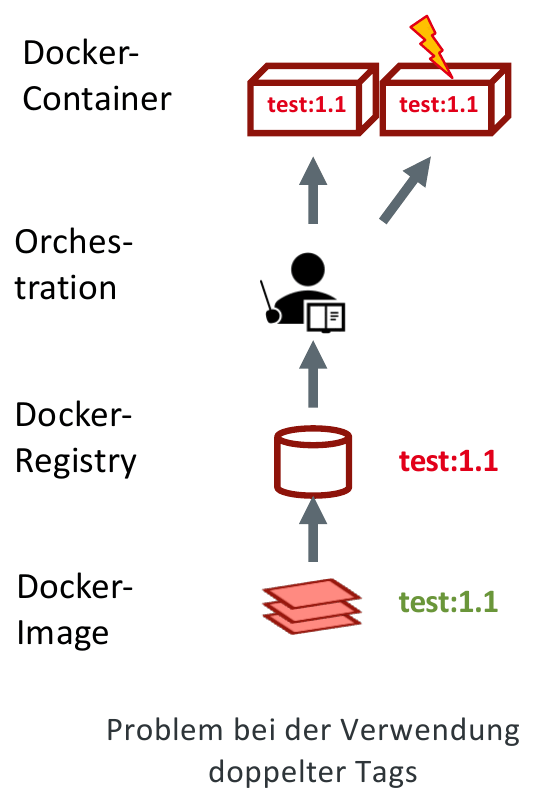 Docker-
Container
test:1.1
test:1.1
Orches-
tration
Docker-
Registry
test:1.1
Docker-
Image
test:1.1
Problem bei der Verwendung
doppelter Tags